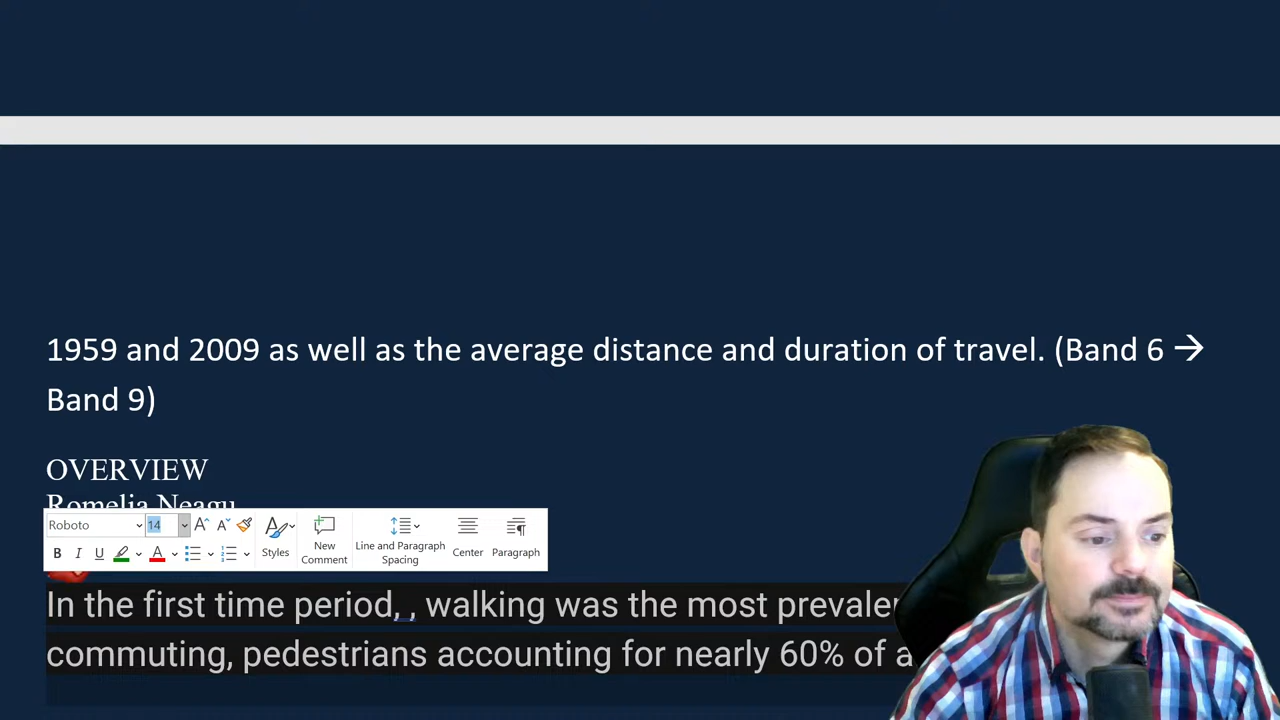 1959 and 2009 as well as the average distance and duration of travel. (Band 6 →
Band 9)
OVERVIEW
Romelia Neagu
Roboto 14
Styles New Comment Line and Paragraph Spacing Center Paragraph
B I U
In the first time period, , walking was the most
commuting, pedestrians accounting for nearly 60% of